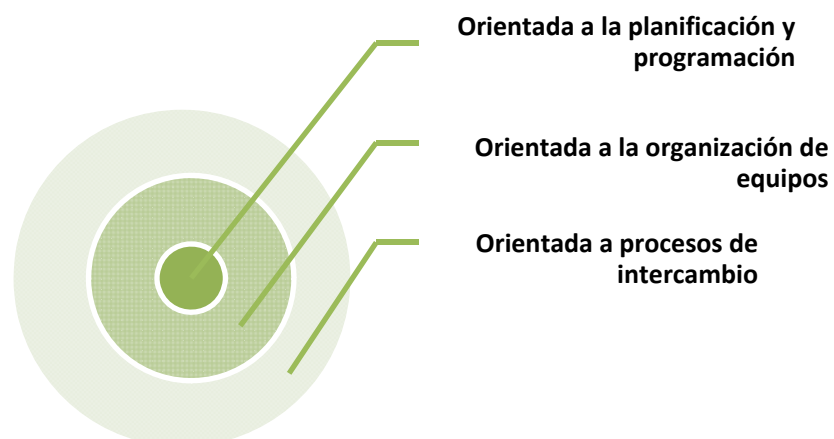 Orientada a la planificación y
programación
Orientada a la organización de
equipos
Orientada a procesos de
intercambio